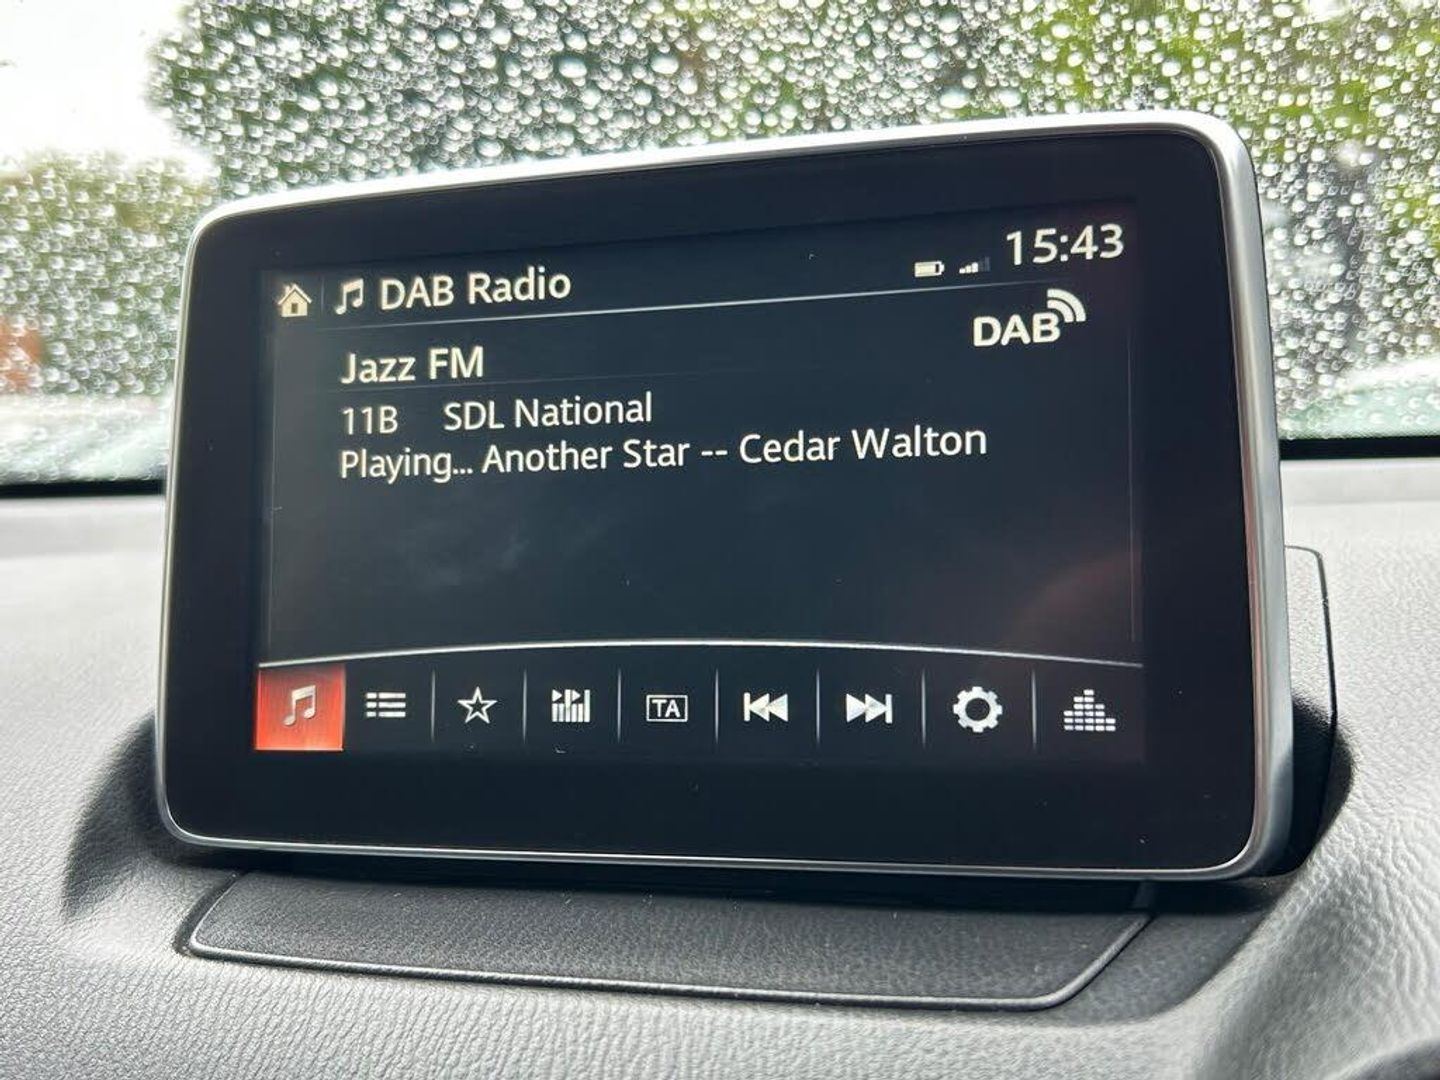 DAB Radio
15:43
DAB
Jazz FM
11B SDL National
Playing... Another Star -- Cedar Walton
TA